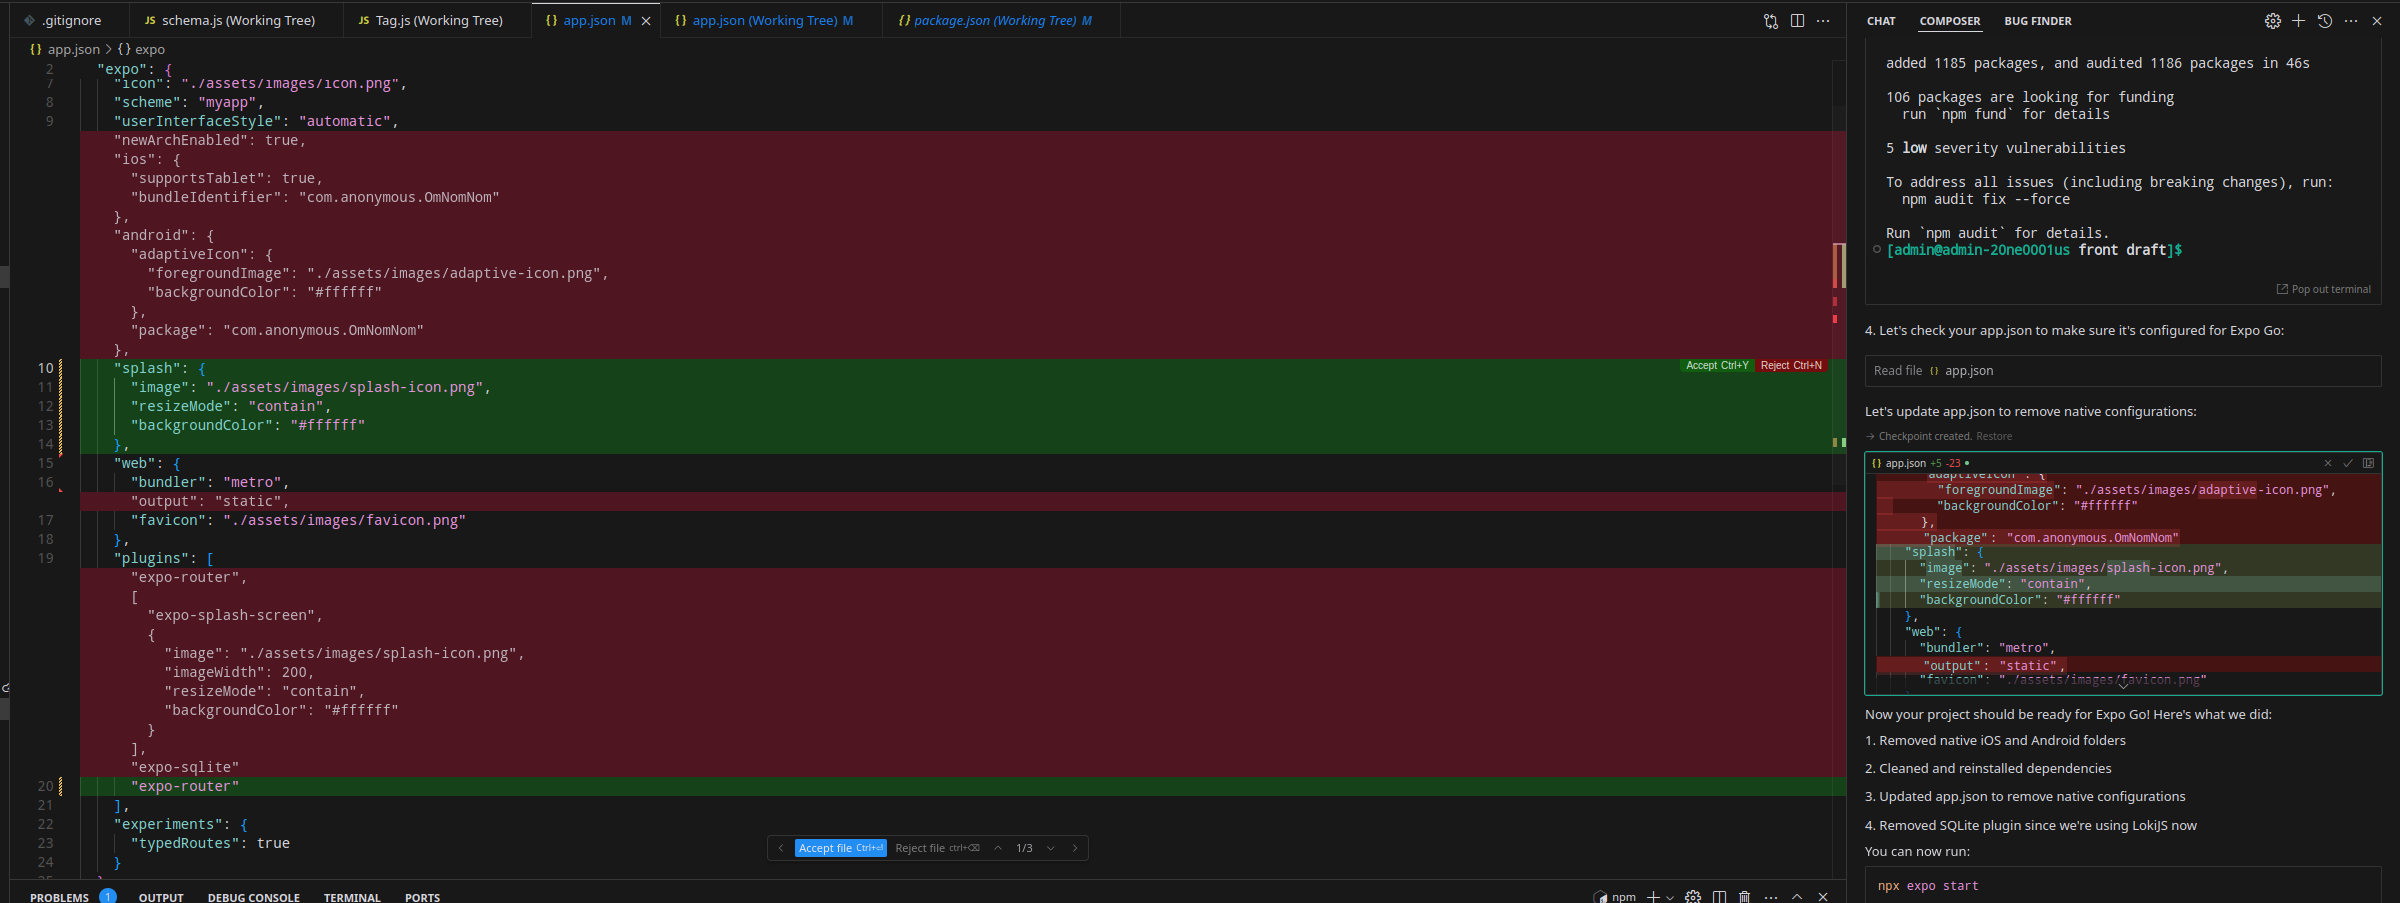 .gitignore
JS schema.js (Working Tree)
JS Tag.js (Working Tree)
{} app.json M
{} app.json (Working Tree) M
{} package.json (Working Tree) M
{} app.json > {} expo
2 "expo": {
7 "icon": "./assets/images/icon.png",
8 "scheme": "myapp",
9 "userInterfaceStyle": "automatic",
"newArchEnabled": true,
"ios": {
"supportsTablet": true,
"bundleIdentifier": "com.anonymous.OmNomNom"
},
"android": {
"adaptiveIcon": {
"foregroundImage": "./assets/images/adaptive-icon.png",
"backgroundColor": "#ffffff"
},
"package": "com.anonymous.OmNomNom"
},
10 "splash": {
Accept Ctrl+Y Reject Ctrl+N
11 "image": "./assets/images/splash-icon.png",
12 "resizeMode": "contain",
13 "backgroundColor": "#ffffff"
14 },
15 "web": {
16 "bundler": "metro",
"output": "static",
17 "favicon": "./assets/images/favicon.png"
18 },
19 "plugins": [
"expo-router",
[
"expo-splash-screen",
{
"image": "./assets/images/splash-icon.png",
"imageWidth": 200,
"resizeMode": "contain",
"backgroundColor": "#ffffff"
}
],
"expo-sqlite"
20 "expo-router"
21 ],
22 "experiments": {
23 "typedRoutes": true
24 }
Accept file Ctrl+⏎ Reject file ctrl+⌫ 1/3
PROBLEMS 1 OUTPUT DEBUG CONSOLE TERMINAL PORTS
npm
CHAT COMPOSER BUG FINDER
added 1185 packages, and audited 1186 packages in 46s
106 packages are looking for funding
run `npm fund` for details
5 low severity vulnerabilities
To address all issues (including breaking changes), run:
npm audit fix --force
Run `npm audit` for details.
[admin@admin-20ne0001us front draft]$
Pop out terminal
4. Let's check your app.json to make sure it's configured for Expo Go:
Read file {} app.json
Let's update app.json to remove native configurations:
→ Checkpoint created. Restore
{} app.json +5 -23 •
adaptiveIcon": {
"foregroundImage": "./assets/images/adaptive-icon.png",
"backgroundColor": "#ffffff"
},
"package": "com.anonymous.OmNomNom"
"splash": {
"image": "./assets/images/splash-icon.png",
"resizeMode": "contain",
"backgroundColor": "#ffffff"
},
"web": {
"bundler": "metro",
"output": "static",
"favicon": "./assets/images/favicon.png"
Now your project should be ready for Expo Go! Here's what we did:
1. Removed native iOS and Android folders
2. Cleaned and reinstalled dependencies
3. Updated app.json to remove native configurations
4. Removed SQLite plugin since we're using LokiJS now
You can now run:
npx expo start